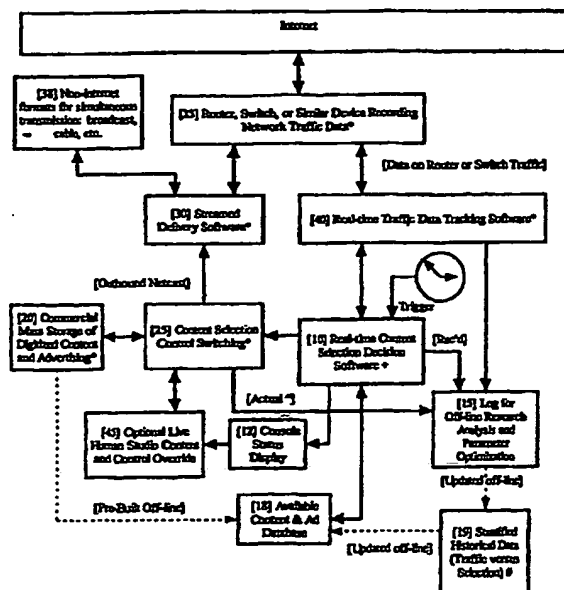 Internet
[38] Non-Internet
formats for simultaneous
transmission: broadcast,
cable, etc.
[35] Router, Switch, or Similar Device Recording
Network Traffic Data*
[Data on Router or Switch Traffic]
[30] Streamed
Delivery Software*
[40] Real-time Traffic Data Tracking Software*
[Outbound Netcast]
Trigger
[20] Commercial
Mass Storage of
Digitized Content
and Advertising*
[25] Content Selection
Control Switching*
[10] Real-time Content
Selection Decision
Software +
[Rec'd]
[Actual ^]
[15] Log for
Off-line Research
Analysis and
Parameter
Optimization
[45] Optional Live
Human Studio Content
and Control Override
[12] Console
Status
Display
[Updated off-line]
[Pre-Built Off-line]
[18] Available
Content & Ad
Database
[Updated off-line]
[19] Stratified
Historical Data
(Traffic versus
Selection) #